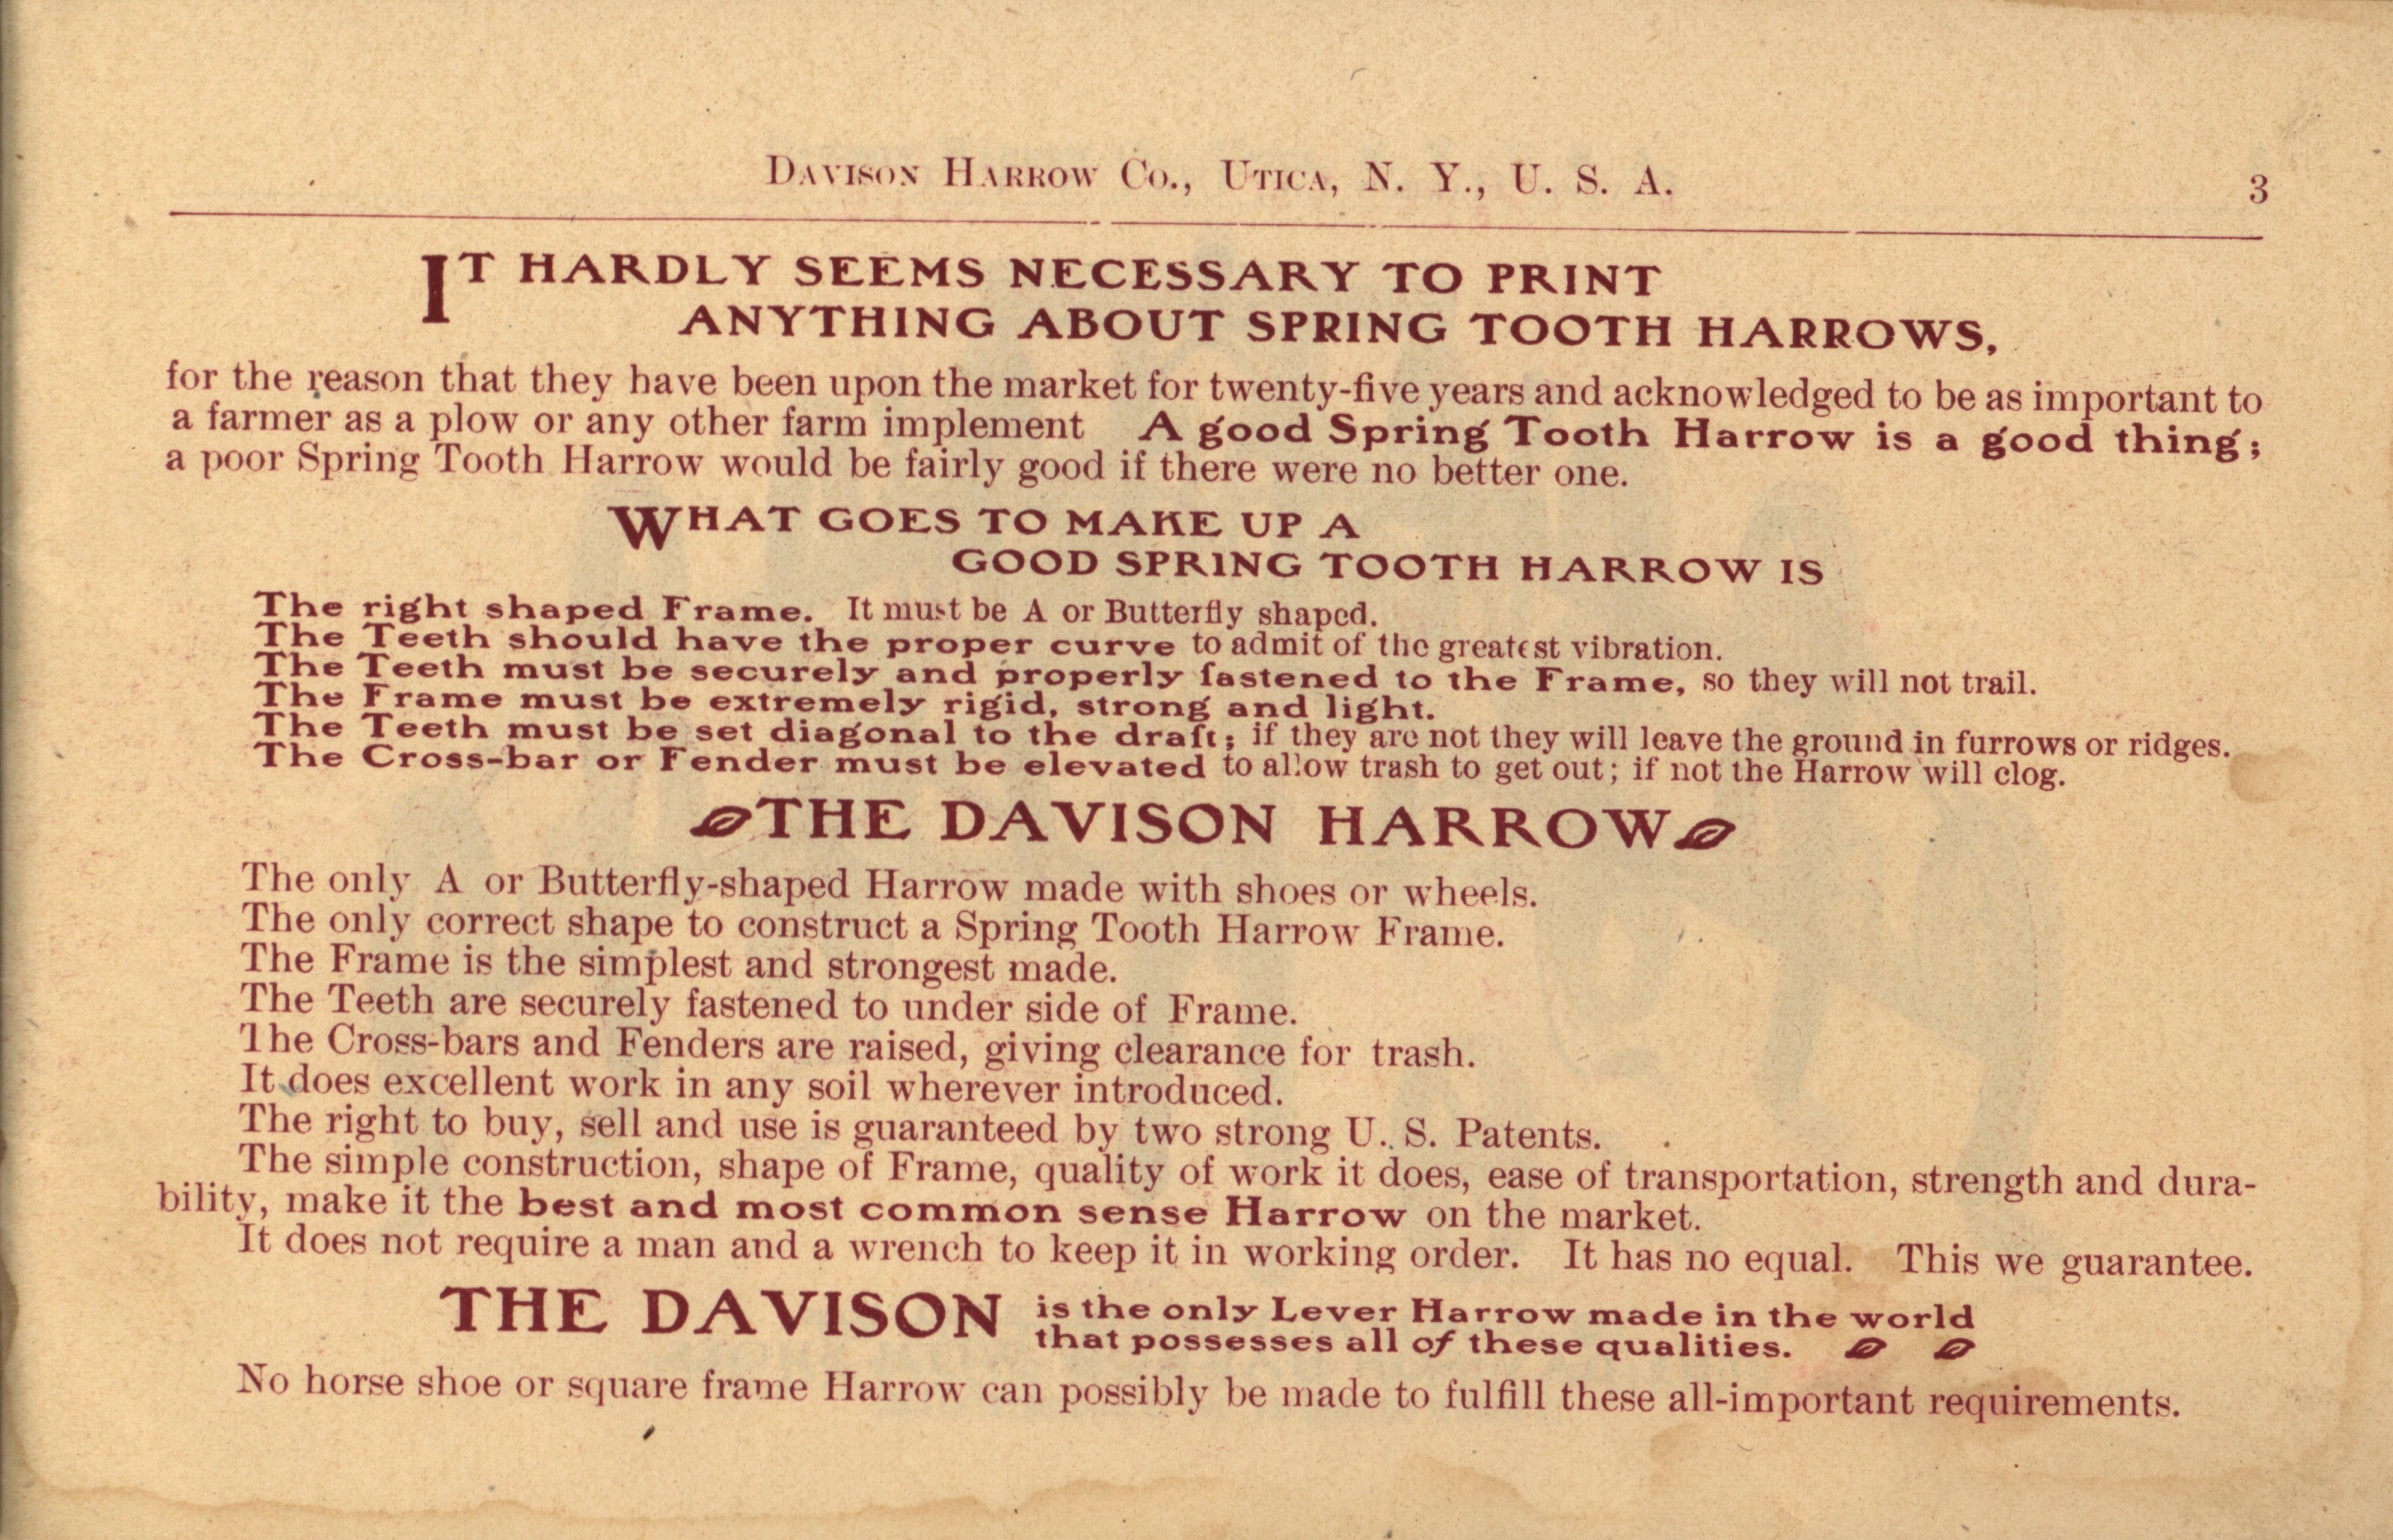 DAVISON HARROW CO., UTICA, N. Y., U. S. A.
3
IT HARDLY SEEMS NECESSARY TO PRINT
ANYTHING ABOUT SPRING TOOTH HARROWS,
for the reason that they have been upon the market for twenty-five years and acknowledged to be as important to
a farmer as a plow or any other farm implement A good Spring Tooth Harrow is a good thing;
a poor Spring Tooth Harrow would be fairly good if there were no better one.
WHAT GOES TO MAKE UP A
GOOD SPRING TOOTH HARROW IS
The right shaped Frame. It must be A or Butterfly shaped.
The Teeth should have the proper curve to admit of the greatest vibration.
The Teeth must be securely and properly fastened to the Frame, so they will not trail.
The Frame must be extremely rigid, strong and light.
The Teeth must be set diagonal to the draft; if they are not they will leave the ground in furrows or ridges.
The Cross-bar or Fender must be elevated to allow trash to get out; if not the Harrow will clog.
THE DAVISON HARROW
The only A or Butterfly-shaped Harrow made with shoes or wheels.
The only correct shape to construct a Spring Tooth Harrow Frame.
The Frame is the simplest and strongest made.
The Teeth are securely fastened to under side of Frame.
The Cross-bars and Fenders are raised, giving clearance for trash.
It does excellent work in any soil wherever introduced.
The right to buy, sell and use is guaranteed by two strong U. S. Patents.
The simple construction, shape of Frame, quality of work it does, ease of transportation, strength and dura-
bility, make it the best and most common sense Harrow on the market.
It does not require a man and a wrench to keep it in working order. It has no equal. This we guarantee.
THE DAVISON is the only Lever Harrow made in the world
that possesses all of these qualities.
No horse shoe or square frame Harrow can possibly be made to fulfill these all-important requirements.